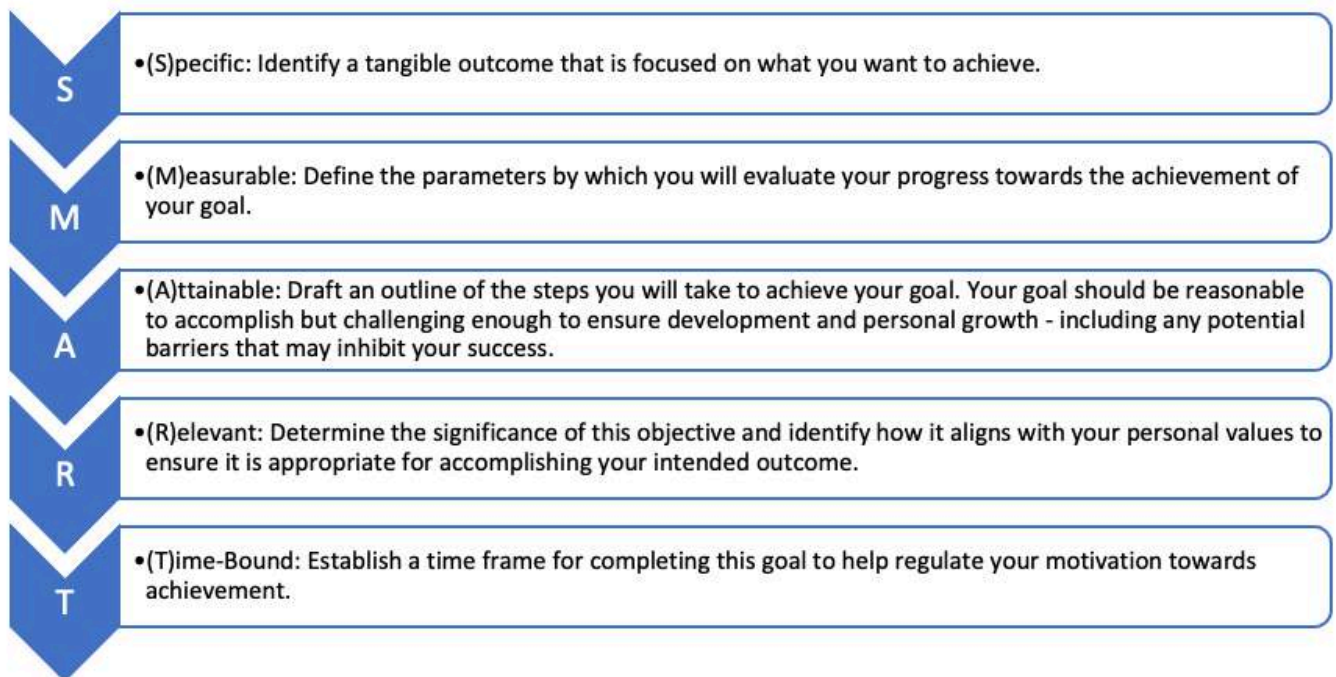 S
•(S)pecific: Identify a tangible outcome that is focused on what you want to achieve.
M
•(M)easurable: Define the parameters by which you will evaluate your progress towards the achievement of
your goal.
A
•(A)ttainable: Draft an outline of the steps you will take to achieve your goal. Your goal should be reasonable
to accomplish but challenging enough to ensure development and personal growth - including any potential
barriers that may inhibit your success.
R
•(R)elevant: Determine the significance of this objective and identify how it aligns with your personal values to
ensure it is appropriate for accomplishing your intended outcome.
T
•(T)ime-Bound: Establish a time frame for completing this goal to help regulate your motivation towards
achievement.